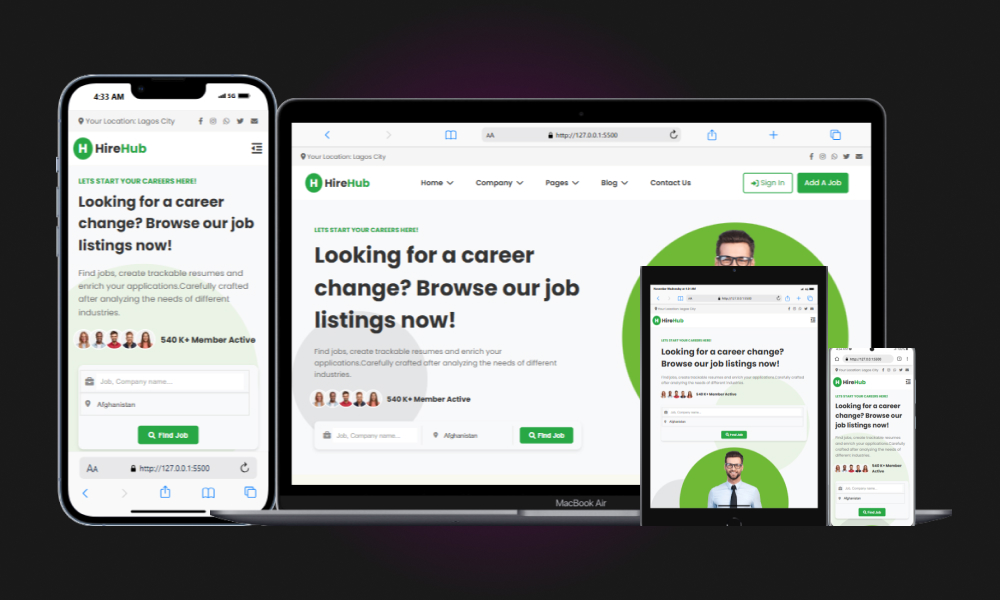 4:33 AM
5G
Your Location: Lagos City
H HireHub
LETS START YOUR CAREERS HERE!
Looking for a career
change? Browse our job
listings now!
Find jobs, create trackable resumes and
enrich your applications.Carefully crafted
after analyzing the needs of different
industries.
540 K+ Member Active
Job, Company name...
Afghanistan
Find Job
AA http://127.0.0.1:5500
AA http://127.0.0.1:5500
Your Location: Lagos City
H HireHub Home Company Pages Blog Contact Us Sign In Add A Job
LETS START YOUR CAREERS HERE!
Looking for a career
change? Browse our job
listings now!
Find jobs, create trackable resumes and enrich your
applications.Carefully crafted after analyzing the needs of different
industries.
540 K+ Member Active
Job, Company name... Afghanistan Find Job
MacBook Air
http://127.0.0.1:5500
Your Location: Lagos City
H HireHub
LETS START YOUR CAREERS HERE!
Looking for a career change?
Browse our job listings now!
Find jobs, create trackable resumes and enrich your applications.Carefully crafted
after analyzing the needs of different industries.
540 K+ Member Active
Job, Company name...
Afghanistan
Find Job
http://127.0.0.1:5500
Your Location: Lagos City
H HireHub
LETS START YOUR CAREERS HERE!
Looking for a career
change? Browse our
job listings now!
Find jobs, create trackable resumes
and enrich your applications.Carefully
crafted after analyzing the needs of
different industries.
540 K+ Member
Active
Job, Company name...
Afghanistan
Find Job